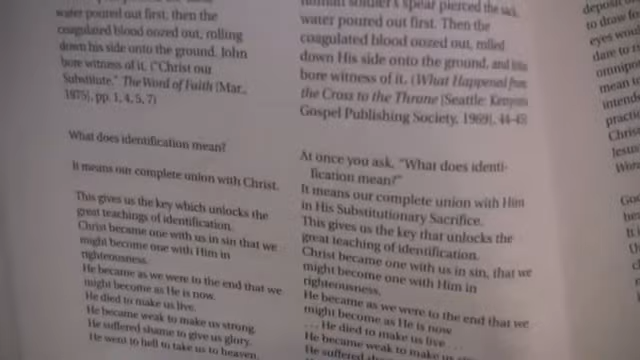 water poured out first, then the
coagulated blood oozed out, rolling
down his side onto the ground. John
bore witness of it. ("Christ our
Substitute," The Word of Faith [Mar.,
1975], pp. 1, 4, 5, 7)
What does identification mean?
It means our complete union with Christ.
This gives us the key which unlocks the
great teachings of identification.
Christ became one with us in sin that we
might become one with Him in
righteousness.
He became as we were to the end that we
might become as He is now.
He died to make us live.
He became weak to make us strong.
He suffered shame to give us glory.
He went to hell to take us to heaven.
human soldier's spear pierced the sack,
water poured out first. Then the
coagulated blood oozed out, rolled
down His side onto the ground, and John
bore witness of it. (What Happened from
the Cross to the Throne [Seattle: Kenyon's
Gospel Publishing Society, 1969], 44-45
At once you ask, "What does identi-
fication mean?"
It means our complete union with Him
in His Substitutionary Sacrifice.
This gives us the key that unlocks the
great teaching of identification.
Christ became one with us in sin, that we
might become one with Him in
righteousness.
He became as we were to the end that we
might become as He is now
. . . He died to make us live . . .
He became weak to make us
He suffered
deposit
to draw
eyes
dare to
mean